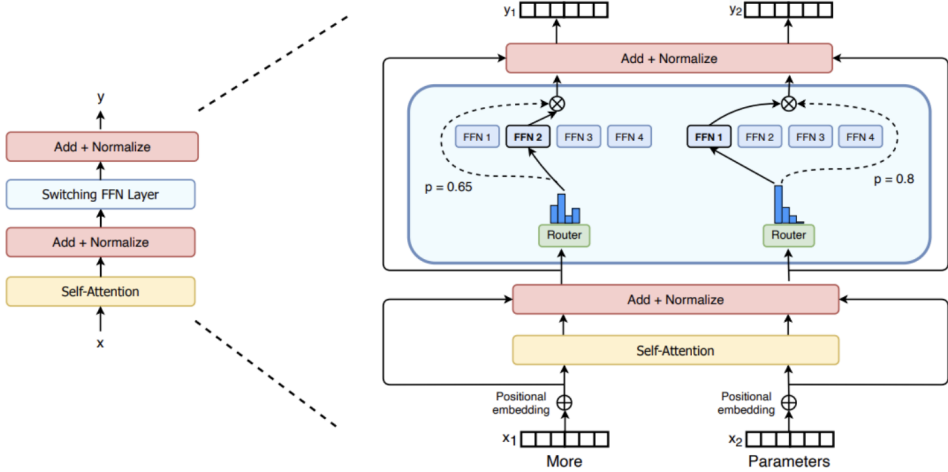 y
Add + Normalize
Switching FFN Layer
Add + Normalize
Self-Attention
x
y1 y2
Add + Normalize
FFN 1 FFN 2 FFN 3 FFN 4 FFN 1 FFN 2 FFN 3 FFN 4
p = 0.65 p = 0.8
Router Router
Add + Normalize
Self-Attention
Positional Positional
embedding embedding
x1 x2
More Parameters